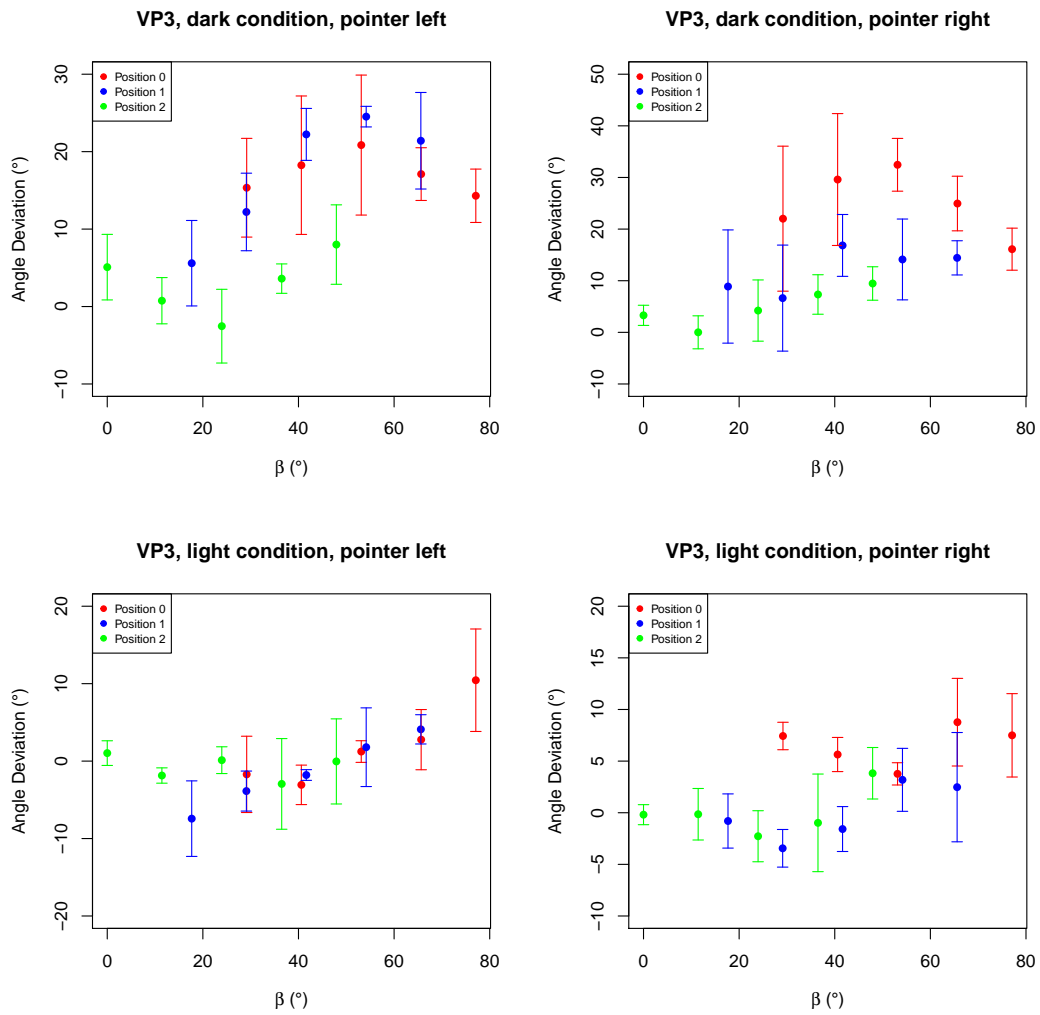 VP3, dark condition, pointer left
Position 0
Position 1
Position 2
Angle Deviation (°)
30
20
10
0
−10
0 20 40 60 80
β (°)
VP3, dark condition, pointer right
Position 0
Position 1
Position 2
Angle Deviation (°)
50
40
30
20
10
0
−10
0 20 40 60 80
β (°)
VP3, light condition, pointer left
Position 0
Position 1
Position 2
Angle Deviation (°)
20
10
0
−10
−20
0 20 40 60 80
β (°)
VP3, light condition, pointer right
Position 0
Position 1
Position 2
Angle Deviation (°)
20
15
10
5
0
−5
−10
0 20 40 60 80
β (°)